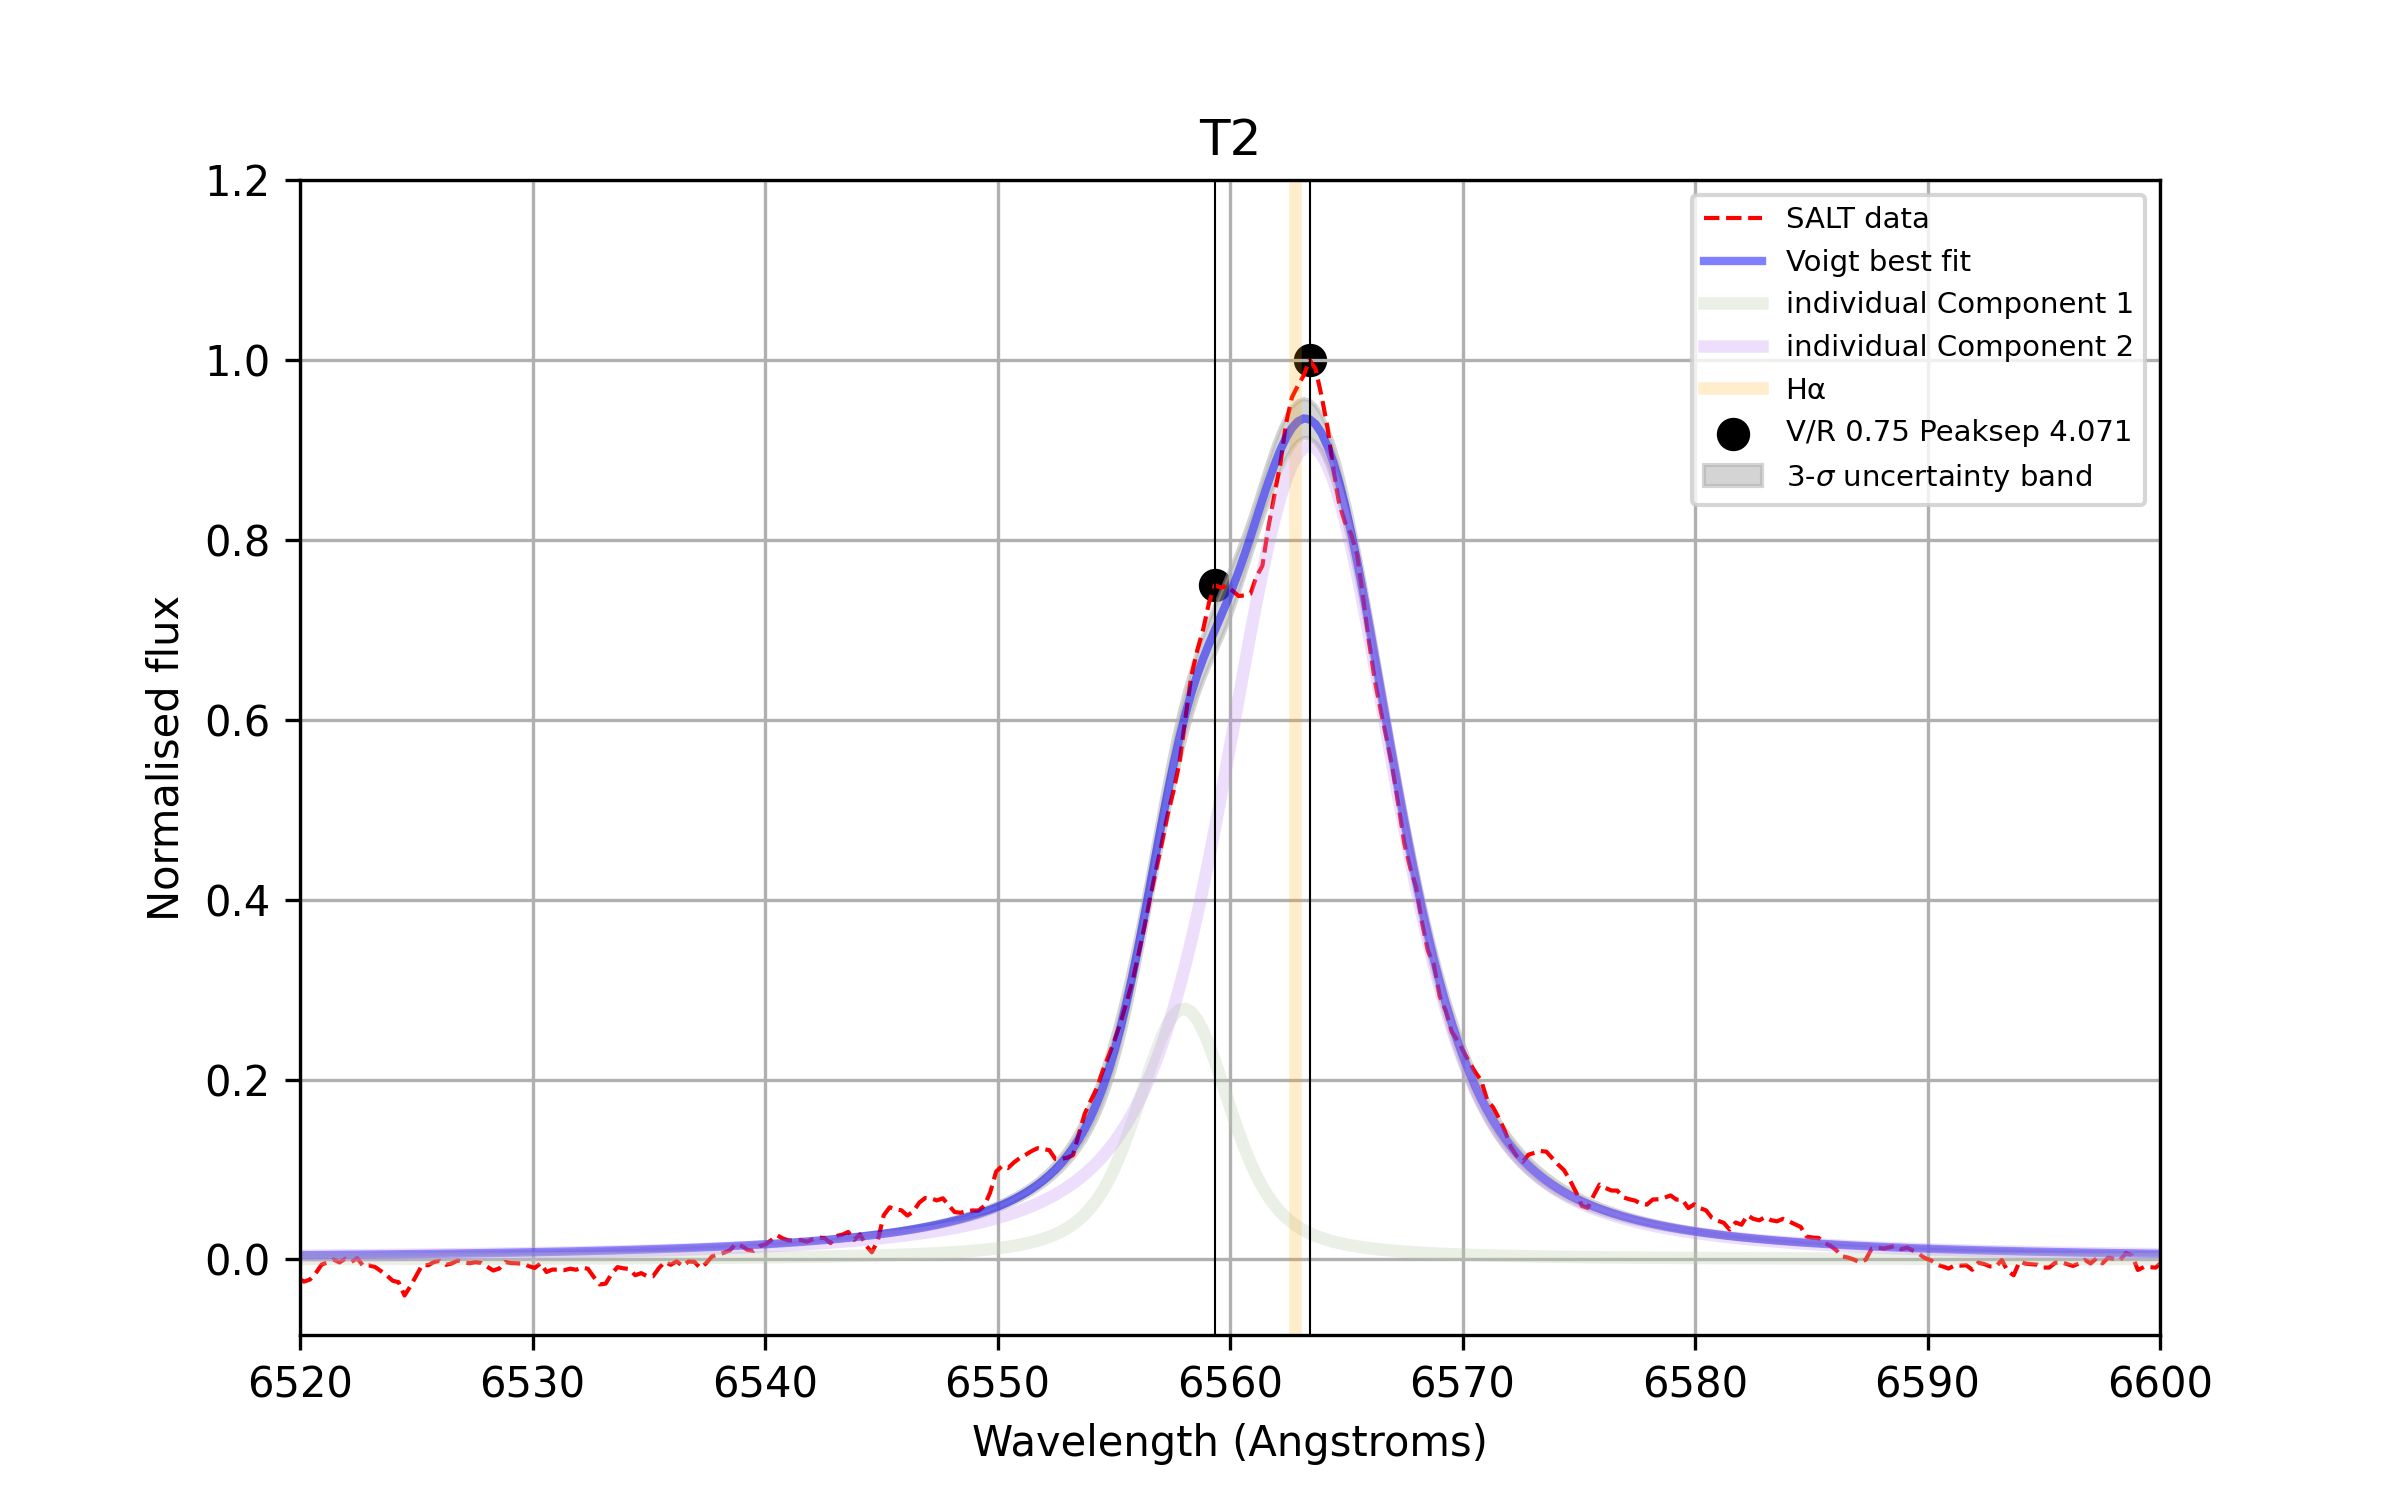 T2
1.2
1.0
0.8
0.6
0.4
0.2
0.0
Normalised flux
SALT data
Voigt best fit
individual Component 1
individual Component 2
Hα
V/R 0.75 Peaksep 4.071
3-σ uncertainty band
6520 6530 6540 6550 6560 6570 6580 6590 6600
Wavelength (Angstroms)